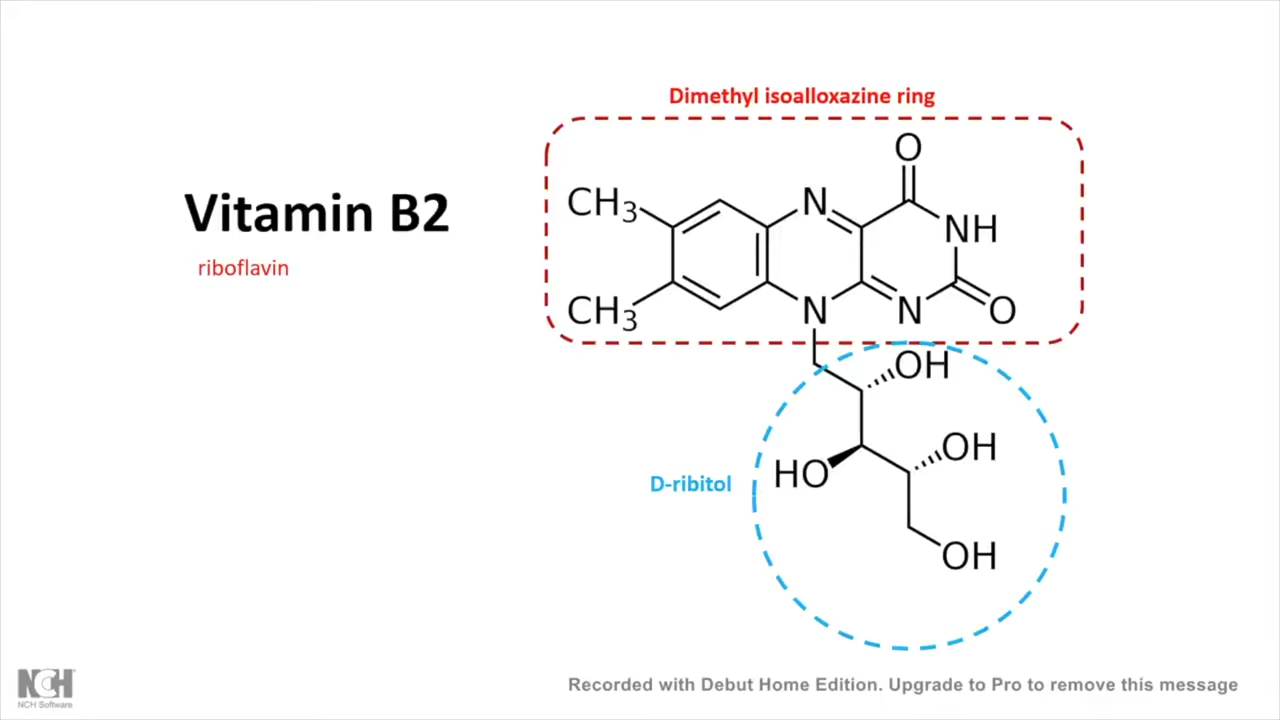 Dimethyl isoalloxazine ring
Vitamin B2
riboflavin
O
CH3
N
NH
CH3
N
N
O
OH
OH
HO
D-ribitol
OH
NCH
NCH Software
Recorded with Debut Home Edition. Upgrade to Pro to remove this message